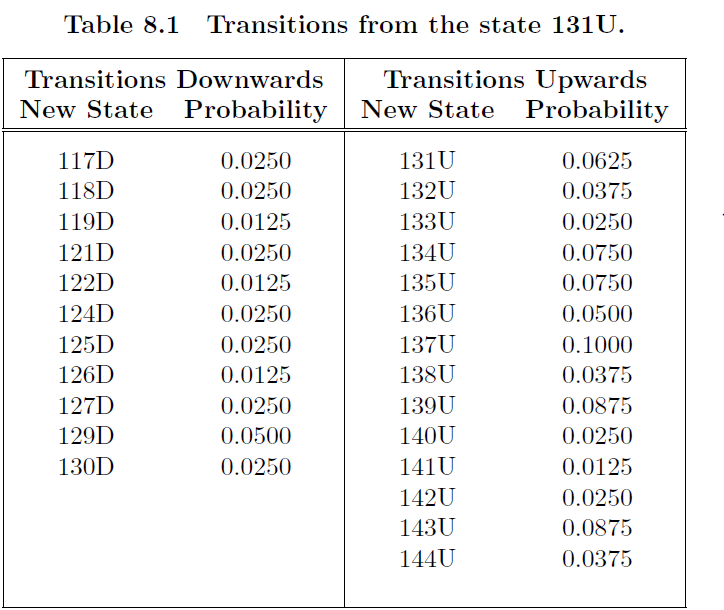 Table 8.1 Transitions from the state 131U.
Transitions Downwards Transitions Upwards
New State Probability New State Probability
117D 0.0250 131U 0.0625
118D 0.0250 132U 0.0375
119D 0.0125 133U 0.0250
121D 0.0250 134U 0.0750
122D 0.0125 135U 0.0750
124D 0.0250 136U 0.0500
125D 0.0250 137U 0.1000
126D 0.0125 138U 0.0375
127D 0.0250 139U 0.0875
129D 0.0500 140U 0.0250
130D 0.0250 141U 0.0125
142U 0.0250
143U 0.0875
144U 0.0375